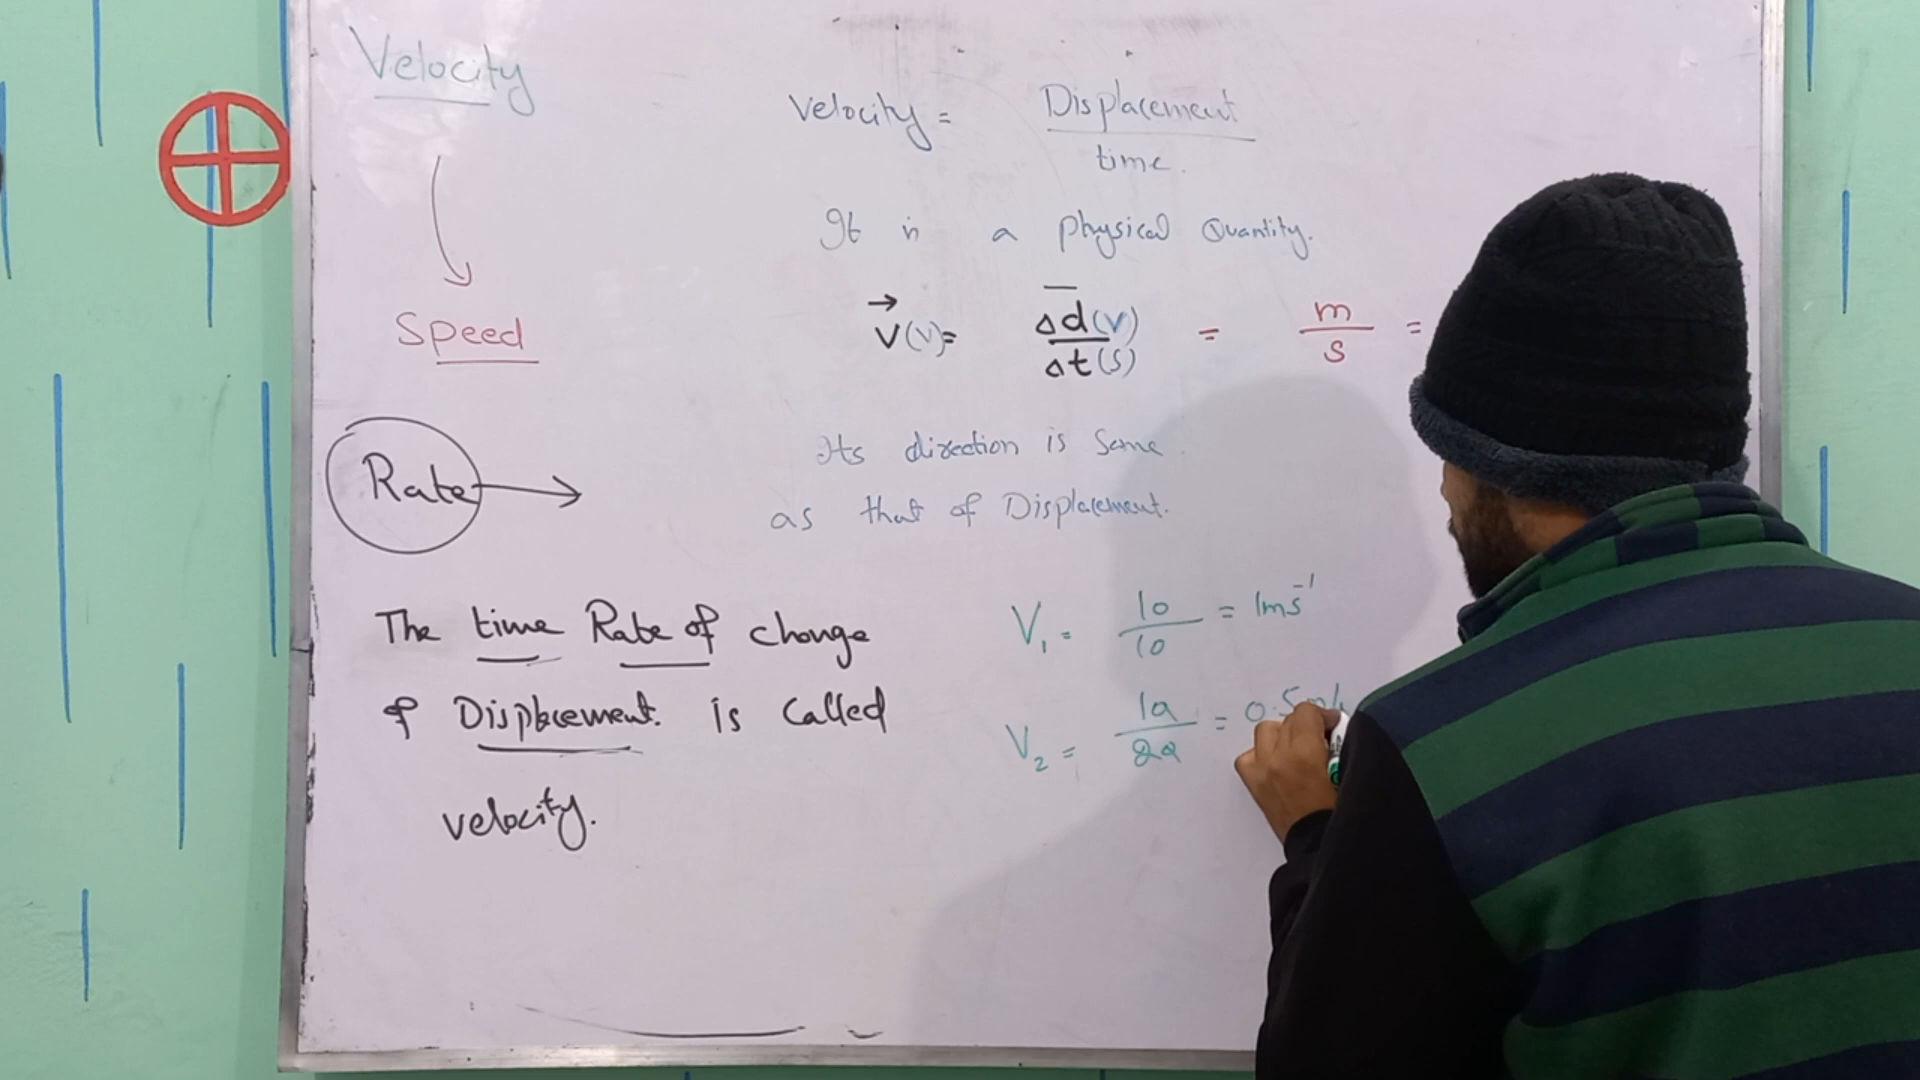 Velocity
Speed
Rate
The time Rate of change
of Displacement. is Called
velocity.
Velocity = Displacement
time.
It is a physical Quantity.
V(V)= Δd(V) = m =
Δt(S) s
Its direction is Same
as that of Displacement.
V₁ = 10 = 1ms⁻¹
10
V₂ = 10 = 0.5m/
20